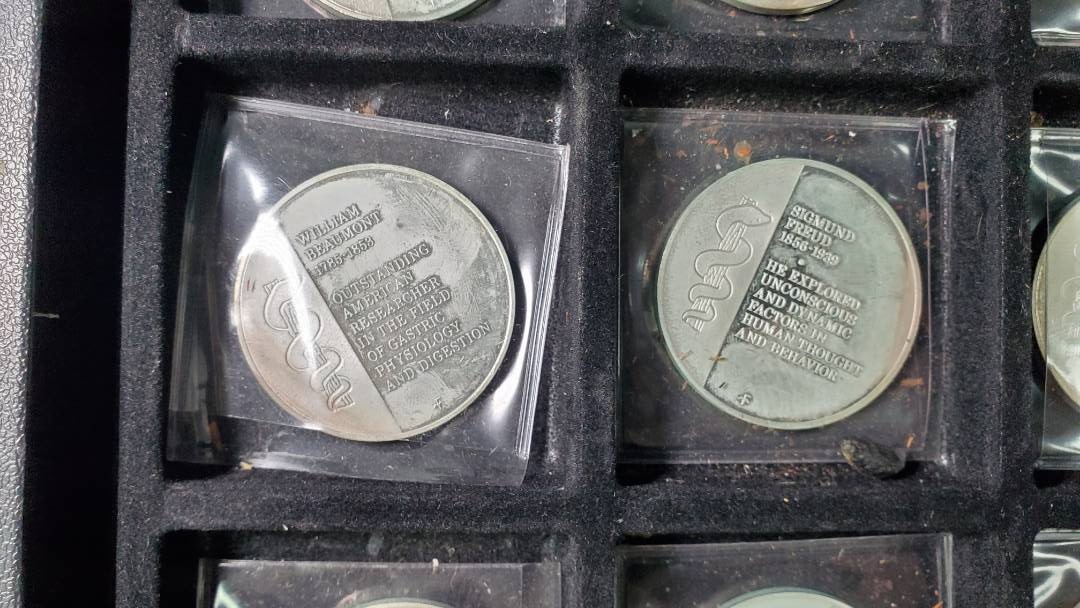 WILLIAM
BEAUMONT
1785-1853
OUTSTANDING
AMERICAN
RESEARCHER
IN THE FIELD
OF GASTRIC
PHYSIOLOGY
AND DIGESTION
SIGMUND
FREUD
1856-1939
HE EXPLORED
UNCONSCIOUS
AND DYNAMIC
FACTORS IN
HUMAN THOUGHT
AND BEHAVIOR